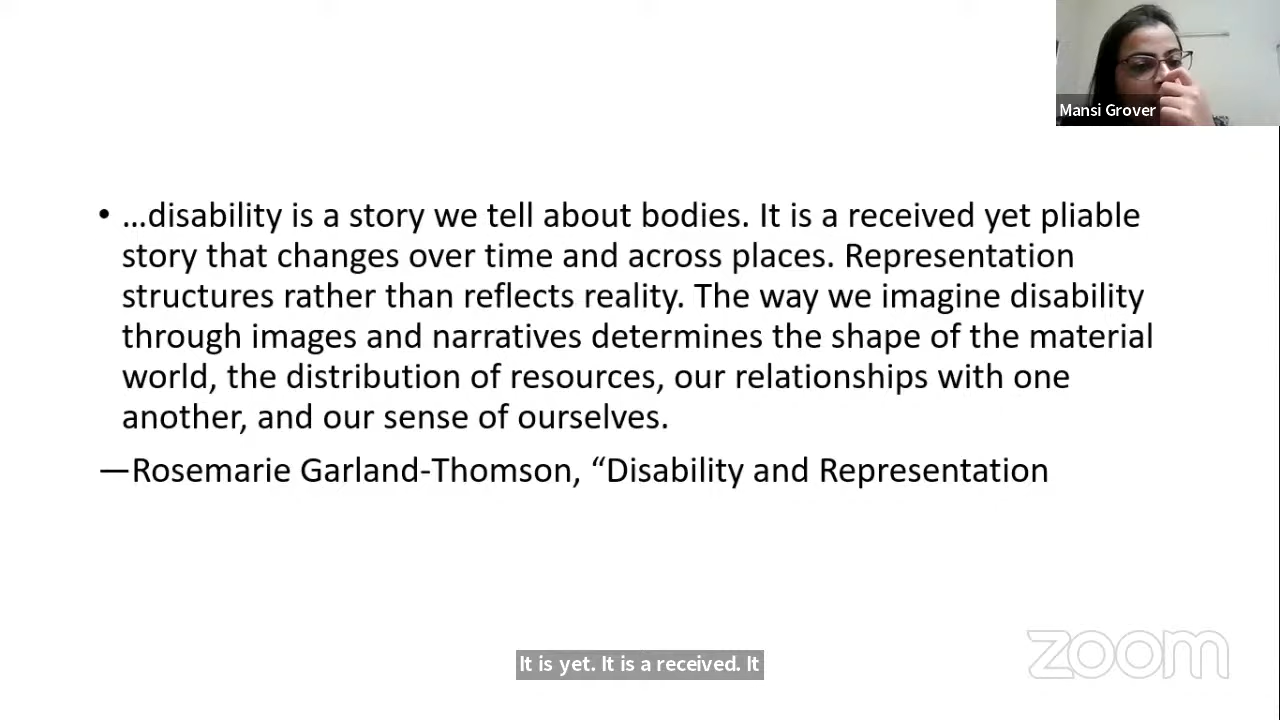 Mansi Grover
• …disability is a story we tell about bodies. It is a received yet pliable
story that changes over time and across places. Representation
structures rather than reflects reality. The way we imagine disability
through images and narratives determines the shape of the material
world, the distribution of resources, our relationships with one
another, and our sense of ourselves.
—Rosemarie Garland-Thomson, “Disability and Representation
It is yet. It is a received. It
zoom